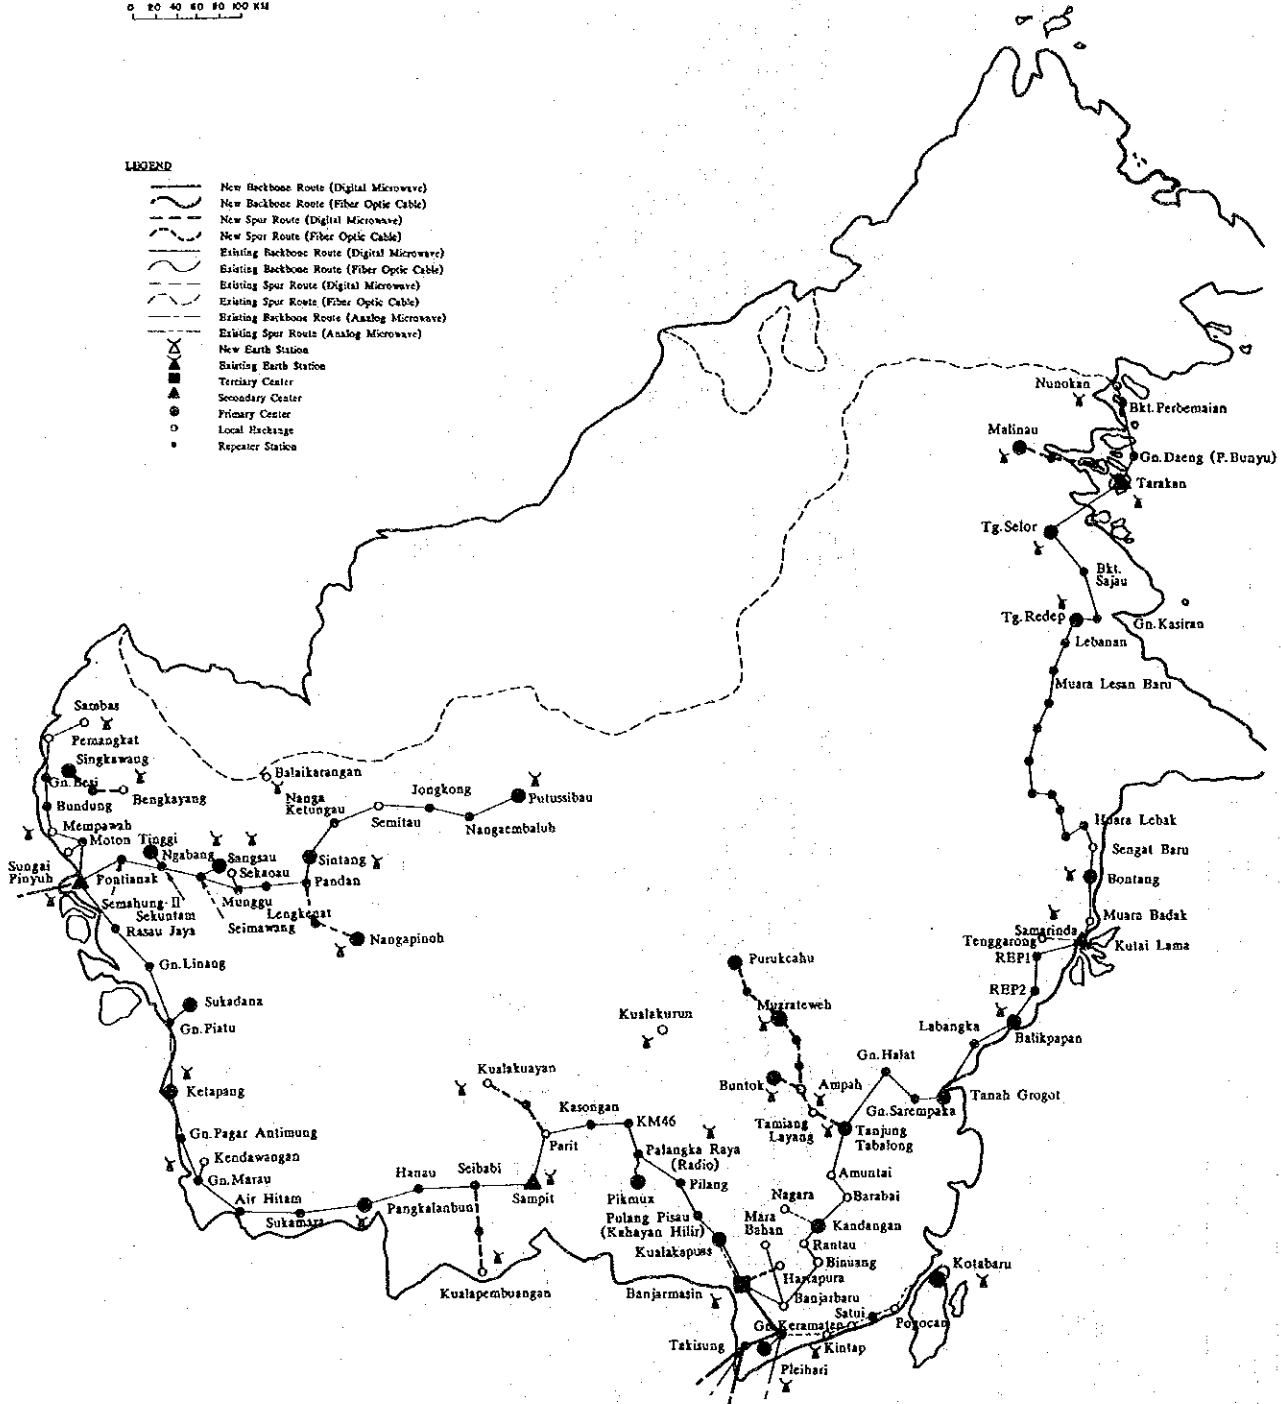 0 20 40 60 80 100 KM
LEGEND
New Backbone Route (Digital Microwave)
New Backbone Route (Fiber Optic Cable)
New Spur Route (Digital Microwave)
New Spur Route (Fiber Optic Cable)
Existing Backbone Route (Digital Microwave)
Existing Backbone Route (Fiber Optic Cable)
Existing Spur Route (Digital Microwave)
Existing Spur Route (Fiber Optic Cable)
Existing Backbone Route (Analog Microwave)
Existing Spur Route (Analog Microwave)
New Earth Station
Existing Earth Station
Tertiary Center
Secondary Center
Primary Center
Local Exchange
Repeater Station
Nunokan
Bkt.Perbemaian
Malinau
Gn.Daeng (P.Bunyu)
Tarakan
Tg.Selor
Bkt.
Sajau
Tg.Redep
Gn.Kasiran
Lebanan
Muara Lesan Baru
Sambas
Pemangkat
Singkawang
Gn.Besi
Bengkayang
Bundung
Mempawah
Moton Tinggi
Sungai
Pinyuh
Pontianak
Ngabang
Sangsau
Sekaoau
Semahung-II
Sekuntam
Munggu
Rasau Jaya
Seimawang
Balaikarangan
Nanga
Ketungau
Semitau
Jongkong
Nangaembaluh
Putussibau
Sintang
Pandan
Lengkenat
Nangapinoh
Huara Lebak
Sengat Baru
Bontang
Muara Badak
Samarinda
Tenggarong
Kutai Lama
REP1
REP2
Labangka
Balikpapan
Gn.Linang
Sukadana
Gn.Piatu
Ketapang
Gn.Pagar Antimung
Kendawangan
Gn.Marau
Air Hitam
Sukamara
Pangkalanbun
Hanau
Seibabi
Sampit
Kualapembuangan
Purukcahu
Muarateweh
Kualakurun
Kualakuayan
Kasongan
KM46
Parit
Palangka Raya
(Radio)
Pikmux
Pilang
Pulang Pisau
(Kahayan Hilir)
Kualakapuas
Banjarmasin
Buntok
Ampah
Tamiang
Layang
Tanjung
Tabalong
Gn.Halat
Gn.Sarempaka
Tanah Grogot
Amuntai
Nagara
Barabai
Mara
Bahan
Kandangan
Rantau
Binuang
Hartapura
Banjarbaru
Kotabaru
Satui
Pogocan
Takisung
Kintap
Pleihari